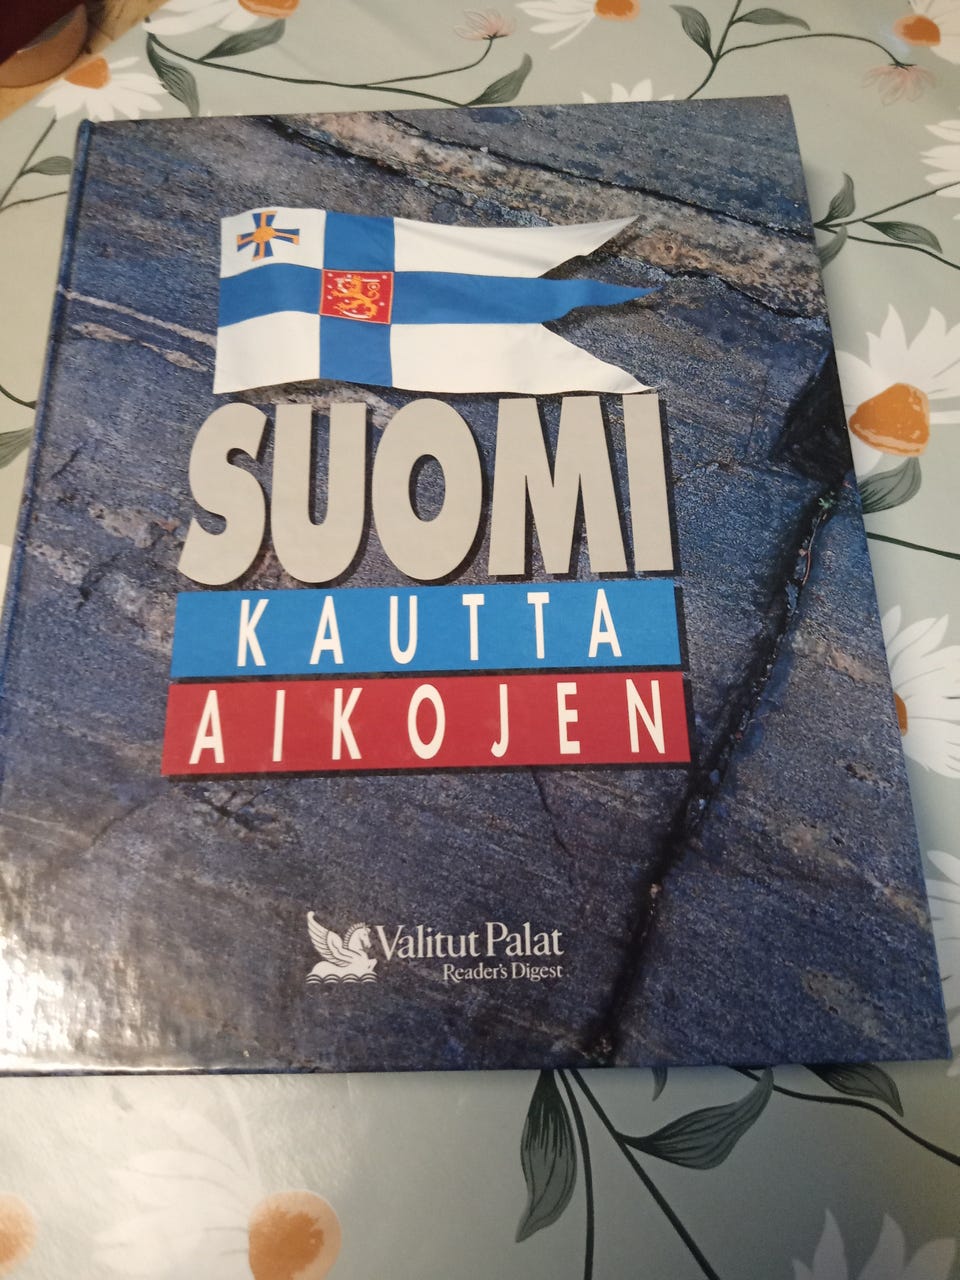 SUOMI
KAUTTA
AIKOJEN
Valitut Palat
Reader's Digest